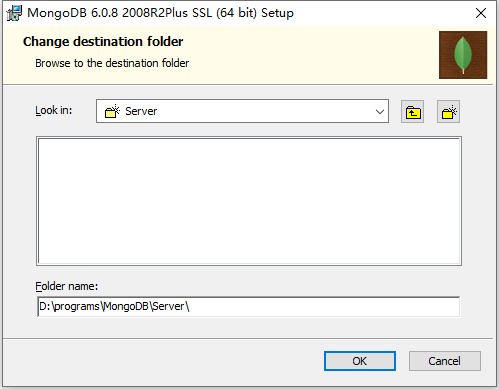 MongoDB 6.0.8 2008R2Plus SSL (64 bit) Setup
Change destination folder
Browse to the destination folder
Look in:
Server
Folder name:
D:\programs\MongoDB\Server\
OK
Cancel